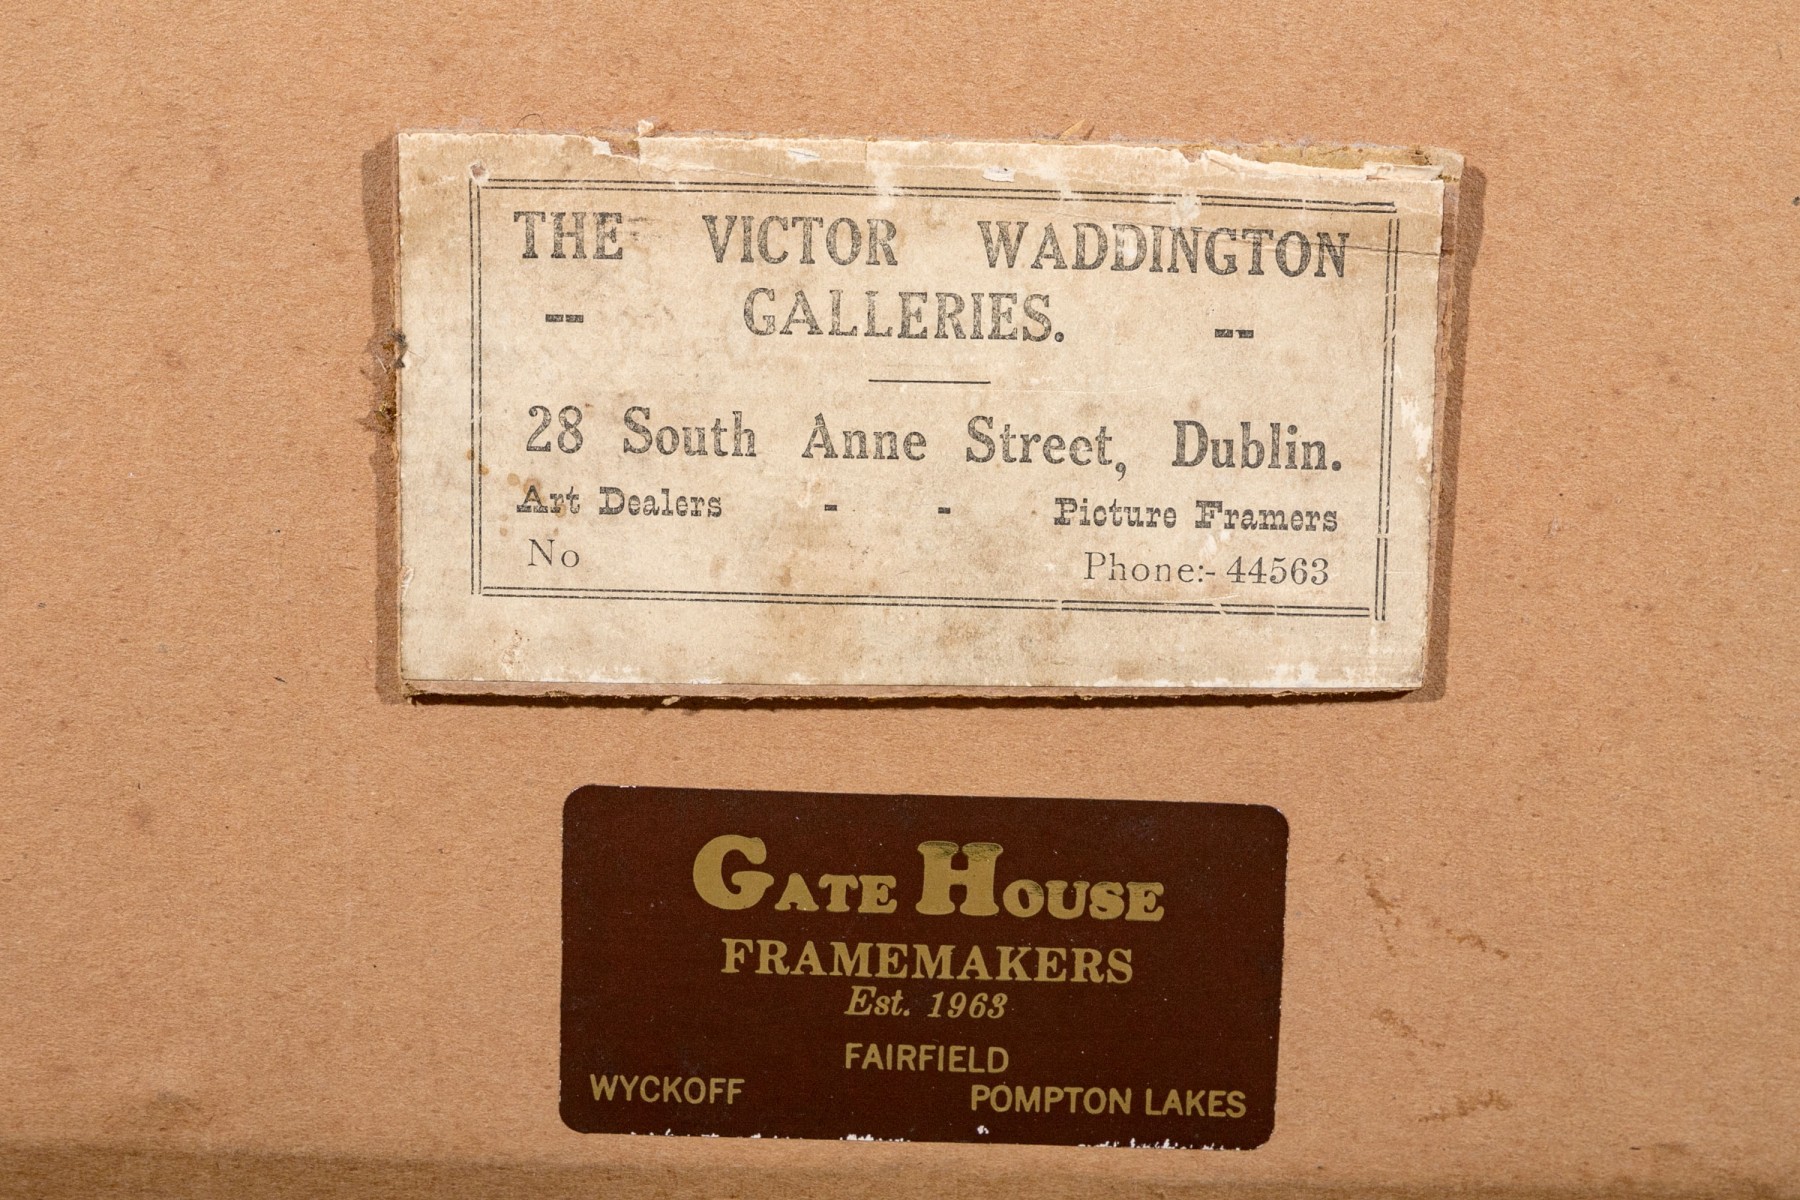 THE VICTOR WADDINGTON
-- GALLERIES. --
28 South Anne Street, Dublin.
Art Dealers - - Picture Framers
No Phone:- 44563
GATE HOUSE
FRAMEMAKERS
Est. 1963
FAIRFIELD
WYCKOFF POMPTON LAKES